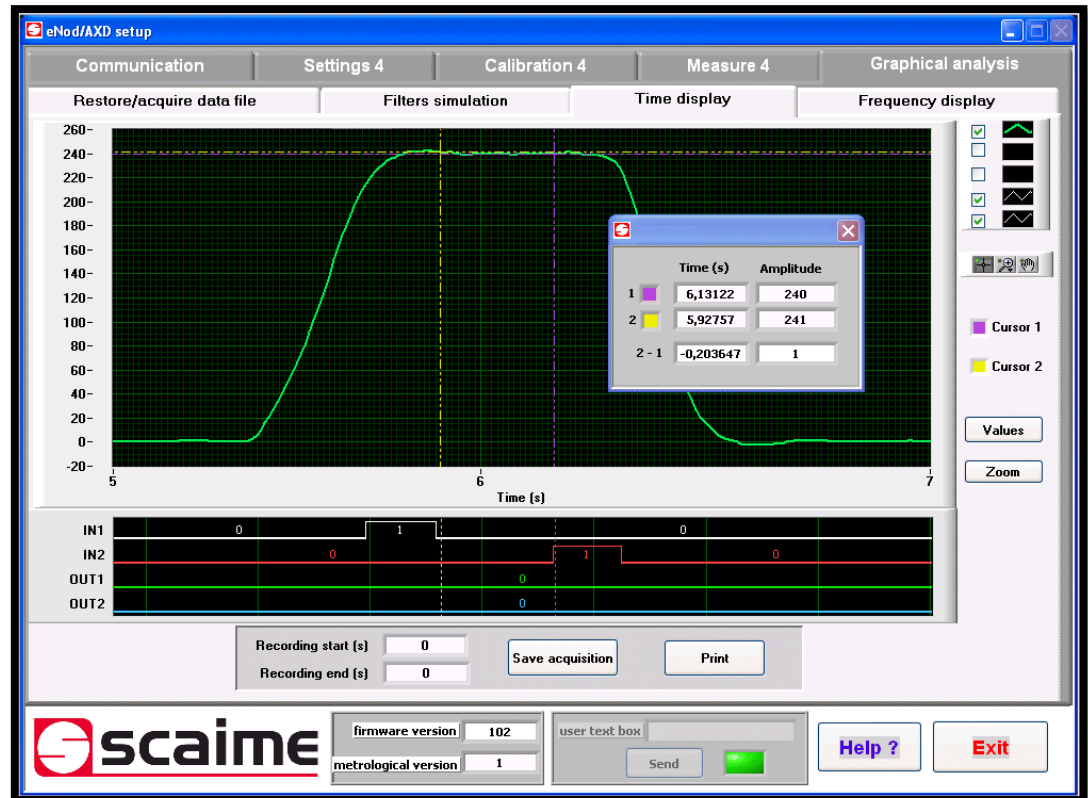 eNod/AXD setup
Communication Settings 4 Calibration 4 Measure 4 Graphical analysis
Restore/acquire data file Filters simulation Time display Frequency display
260-
240-
220-
200-
180-
160-
140-
120-
100-
80-
60-
40-
20-
0-
-20-
5 6 7
Time (s)
Time (s) Amplitude
1 6,13122 240
2 5,92757 241
2 - 1 -0,203647 1
Cursor 1
Cursor 2
Values
Zoom
IN1 0 1 0
IN2 0 1 0
OUT1 0
OUT2 0
Recording start (s) 0
Recording end (s) 0
Save acquisition
Print
scaime
firmware version 102
metrological version 1
user text box
Send
Help ?
Exit